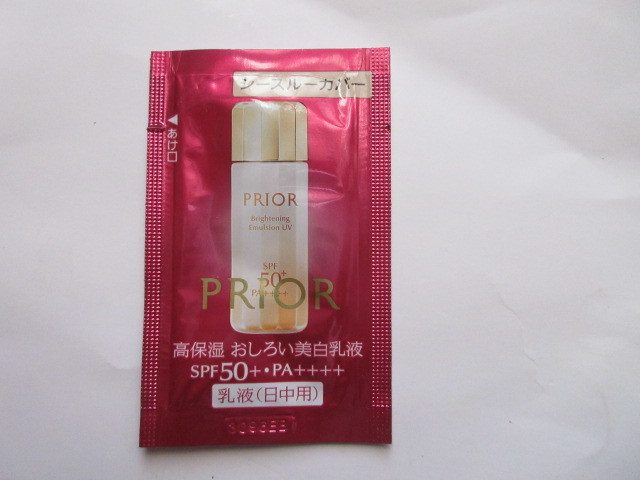 シースルーカバー
◀あけ口
PRIOR
Brightening
Emulsion UV
SPF
50+
PA++++
PRIOR
高保湿 おしろい美白乳液
SPF50+・PA++++
乳液(日中用)